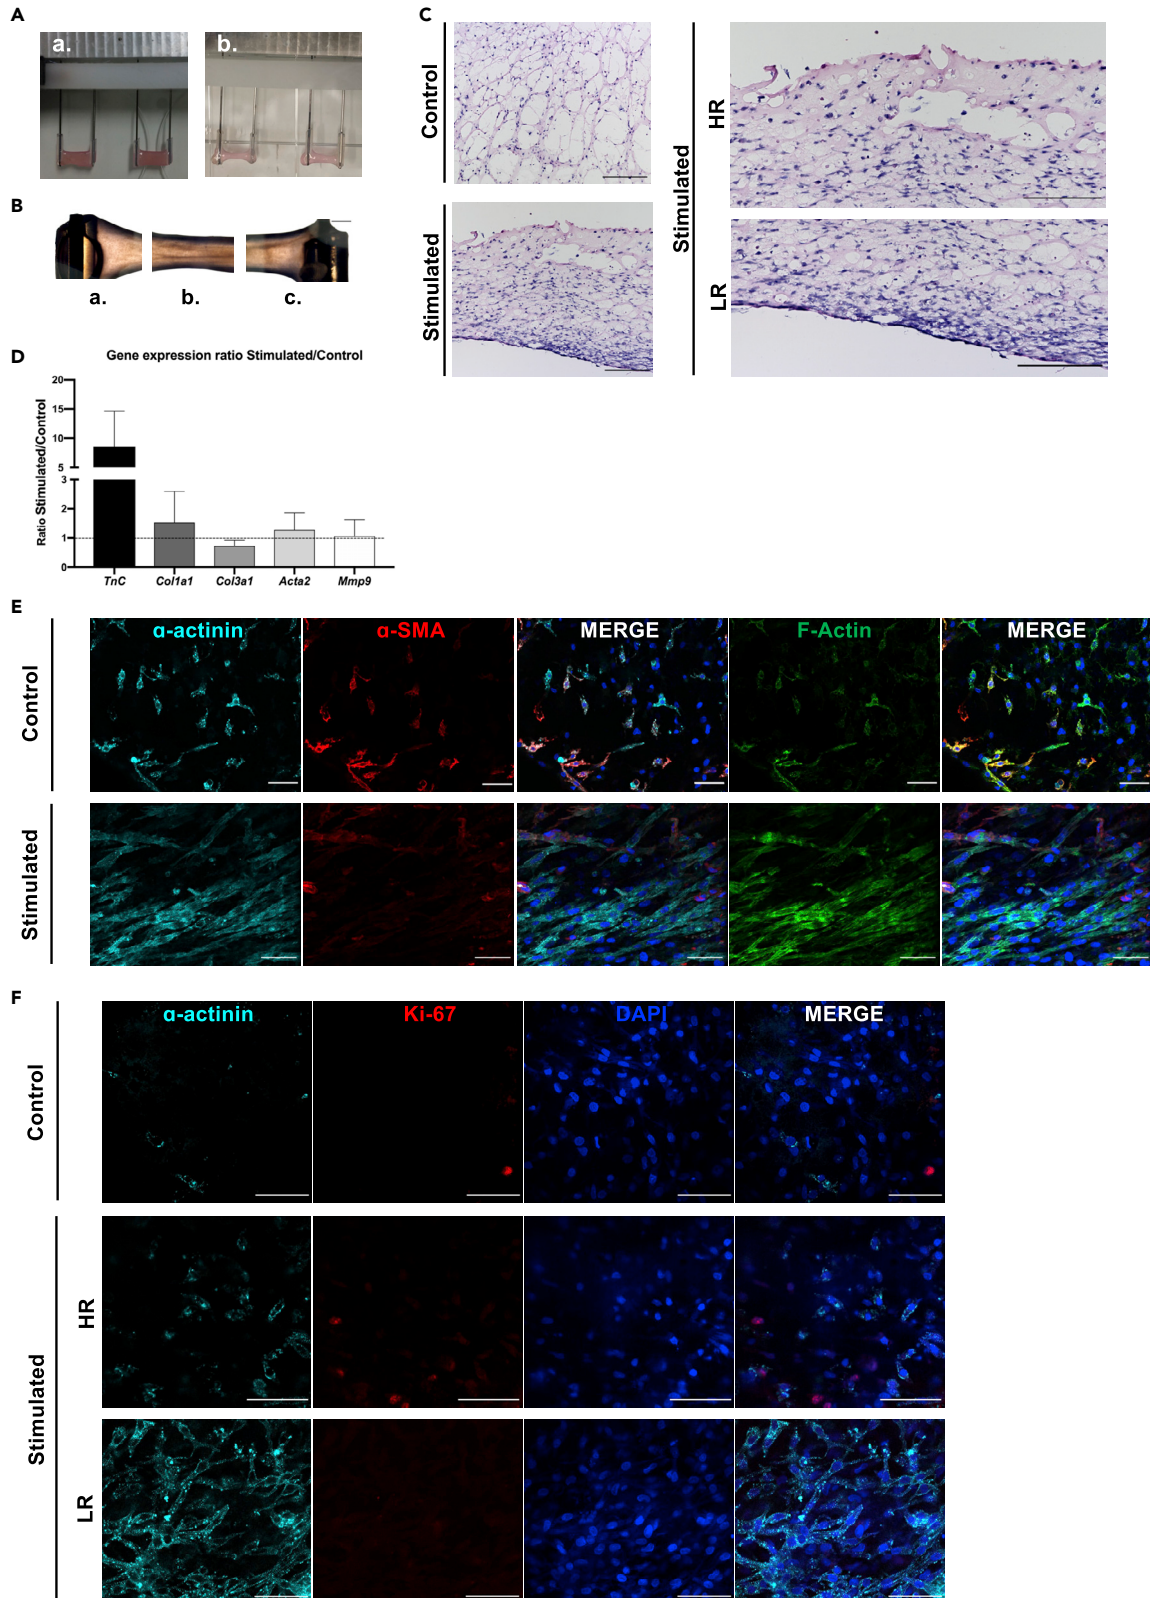 A
a.
b.
B
a.
b.
c.
C
Control
Stimulated
Stimulated
HR
LR
D
Gene expression ratio Stimulated/Control
Ratio Stimulated/Control
20
15
10
5
3
2
1
0
TnC
Col1a1
Col3a1
Acta2
Mmp9
E
α-actinin
α-SMA
MERGE
F-Actin
MERGE
Control
Stimulated
F
α-actinin
Ki-67
DAPI
MERGE
Control
Stimulated
HR
LR